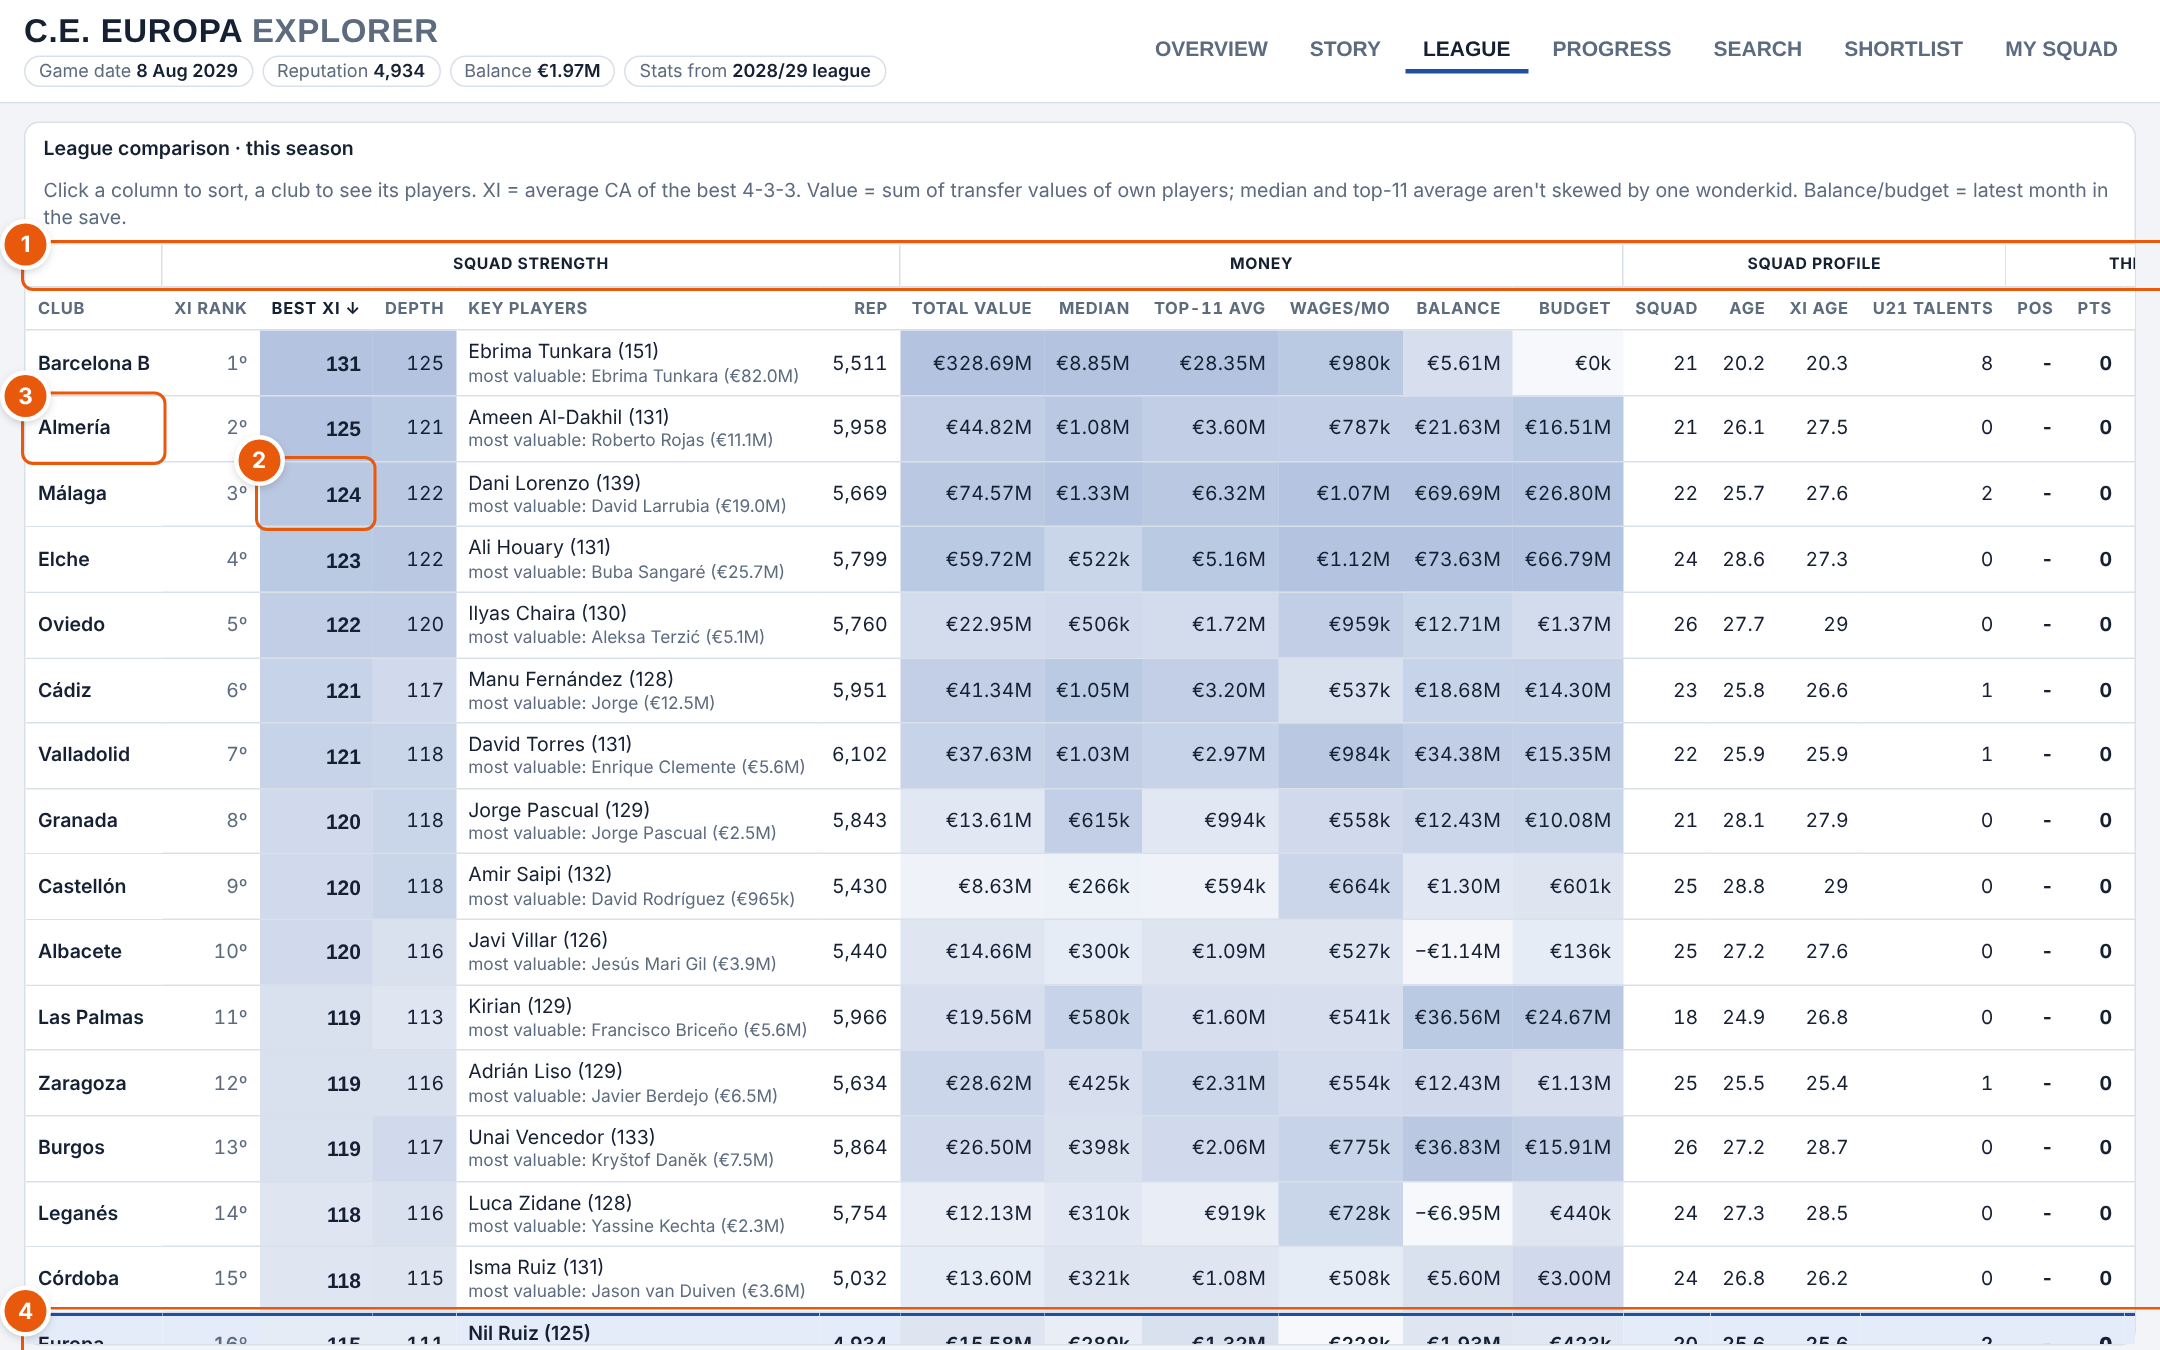 C.E. EUROPA EXPLORER
Game date 8 Aug 2029 Reputation 4,934 Balance €1.97M Stats from 2028/29 league
OVERVIEW STORY LEAGUE PROGRESS SEARCH SHORTLIST MY SQUAD
League comparison · this season
Click a column to sort, a club to see its players. XI = average CA of the best 4-3-3. Value = sum of transfer values of own players; median and top-11 average aren't skewed by one wonderkid. Balance/budget = latest month in
the save.
1
SQUAD STRENGTH MONEY SQUAD PROFILE
CLUB XI RANK BEST XI ↓ DEPTH KEY PLAYERS REP TOTAL VALUE MEDIAN TOP-11 AVG WAGES/MO BALANCE BUDGET SQUAD AGE XI AGE U21 TALENTS POS PTS
Barcelona B 1º 131 125 Ebrima Tunkara (151) 5,511 €328.69M €8.85M €28.35M €980k €5.61M €0k 21 20.2 20.3 8 - 0
most valuable: Ebrima Tunkara (€82.0M)
3
Almería 2º 125 121 Ameen Al-Dakhil (131) 5,958 €44.82M €1.08M €3.60M €787k €21.63M €16.51M 21 26.1 27.5 0 - 0
most valuable: Roberto Rojas (€11.1M)
2
Málaga 3º 124 122 Dani Lorenzo (139) 5,669 €74.57M €1.33M €6.32M €1.07M €69.69M €26.80M 22 25.7 27.6 2 - 0
most valuable: David Larrubia (€19.0M)
Elche 4º 123 122 Ali Houary (131) 5,799 €59.72M €522k €5.16M €1.12M €73.63M €66.79M 24 28.6 27.3 0 - 0
most valuable: Buba Sangaré (€25.7M)
Oviedo 5º 122 120 Ilyas Chaira (130) 5,760 €22.95M €506k €1.72M €959k €12.71M €1.37M 26 27.7 29 0 - 0
most valuable: Aleksa Terzić (€5.1M)
Cádiz 6º 121 117 Manu Fernández (128) 5,951 €41.34M €1.05M €3.20M €537k €18.68M €14.30M 23 25.8 26.6 1 - 0
most valuable: Jorge (€12.5M)
Valladolid 7º 121 118 David Torres (131) 6,102 €37.63M €1.03M €2.97M €984k €34.38M €15.35M 22 25.9 25.9 1 - 0
most valuable: Enrique Clemente (€5.6M)
Granada 8º 120 118 Jorge Pascual (129) 5,843 €13.61M €615k €994k €558k €12.43M €10.08M 21 28.1 27.9 0 - 0
most valuable: Jorge Pascual (€2.5M)
Castellón 9º 120 118 Amir Saipi (132) 5,430 €8.63M €266k €594k €664k €1.30M €601k 25 28.8 29 0 - 0
most valuable: David Rodríguez (€965k)
Albacete 10º 120 116 Javi Villar (126) 5,440 €14.66M €300k €1.09M €527k −€1.14M €136k 25 27.2 27.6 0 - 0
most valuable: Jesús Mari Gil (€3.9M)
Las Palmas 11º 119 113 Kirian (129) 5,966 €19.56M €580k €1.60M €541k €36.56M €24.67M 18 24.9 26.8 0 - 0
most valuable: Francisco Briceño (€5.6M)
Zaragoza 12º 119 116 Adrián Liso (129) 5,634 €28.62M €425k €2.31M €554k €12.43M €1.13M 25 25.5 25.4 1 - 0
most valuable: Javier Berdejo (€6.5M)
Burgos 13º 119 117 Unai Vencedor (133) 5,864 €26.50M €398k €2.06M €775k €36.83M €15.91M 26 27.2 28.7 0 - 0
most valuable: Kryštof Daněk (€7.5M)
Leganés 14º 118 116 Luca Zidane (128) 5,754 €12.13M €310k €919k €728k −€6.95M €440k 24 27.3 28.5 0 - 0
most valuable: Yassine Kechta (€2.3M)
Córdoba 15º 118 115 Isma Ruiz (131) 5,032 €13.60M €321k €1.08M €508k €5.60M €3.00M 24 26.8 26.2 0 - 0
most valuable: Jason van Duiven (€3.6M)
4
Europa 16º 115 111 Nil Ruiz (125) 4,934